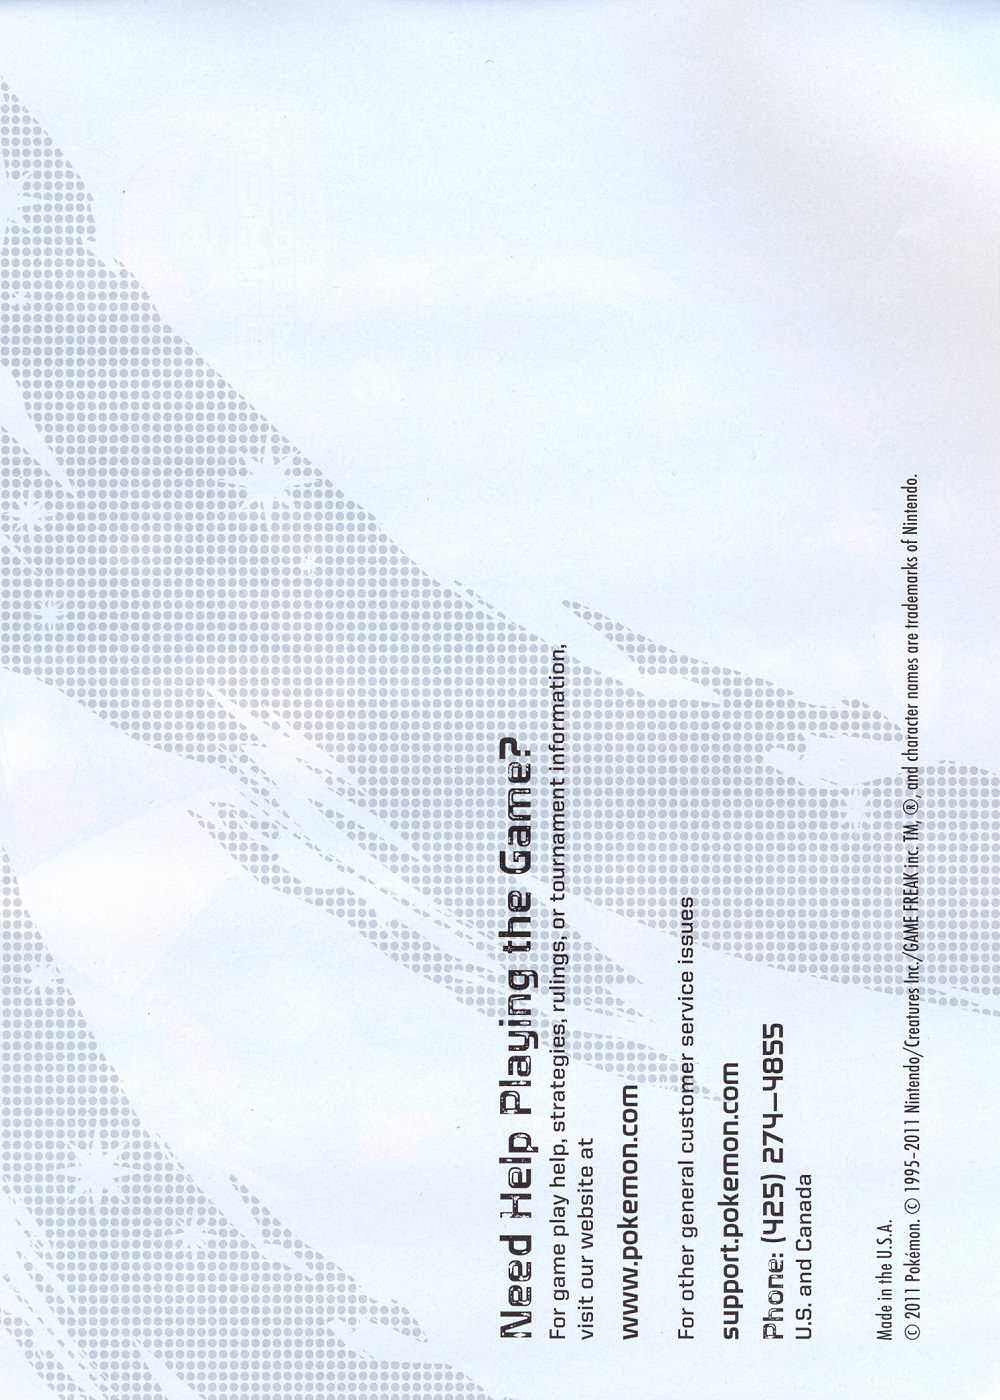 Need Help Playing the Game?
For game play help, strategies, rulings, or tournament information,
visit our website at
www.pokemon.com
For other general customer service issues
support.pokemon.com
Phone: (425) 274–4855
U.S. and Canada
Made in the U.S.A.
© 2011 Pokémon. © 1995–2011 Nintendo/Creatures Inc./GAME FREAK inc. TM, ®, and character names are trademarks of Nintendo.